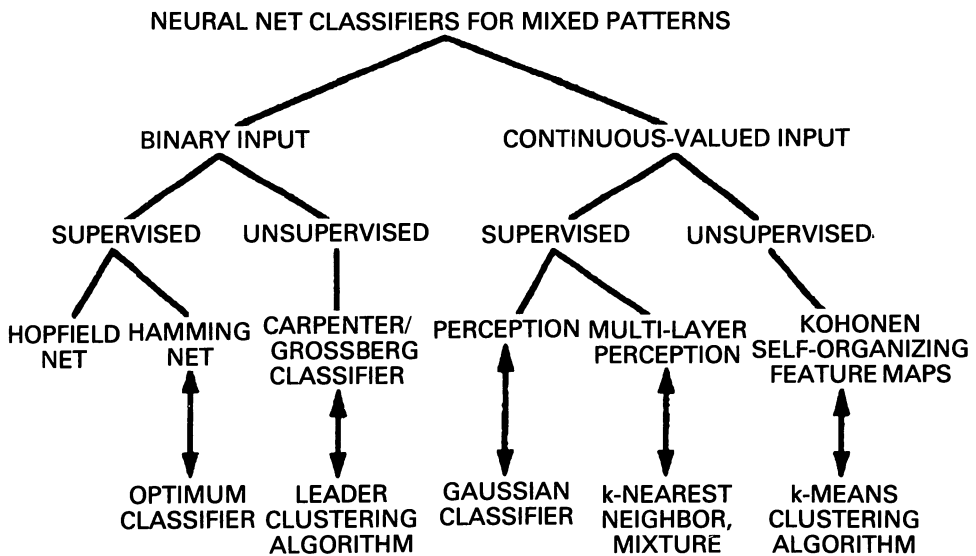 NEURAL NET CLASSIFIERS FOR MIXED PATTERNS
BINARY INPUT
CONTINUOUS-VALUED INPUT
SUPERVISED
UNSUPERVISED
SUPERVISED
UNSUPERVISED
HOPFIELD
NET
HAMMING
NET
CARPENTER/
GROSSBERG
CLASSIFIER
PERCEPTION
MULTI-LAYER
PERCEPTION
KOHONEN
SELF-ORGANIZING
FEATURE MAPS
OPTIMUM
CLASSIFIER
LEADER
CLUSTERING
ALGORITHM
GAUSSIAN
CLASSIFIER
k-NEAREST
NEIGHBOR,
MIXTURE
k-MEANS
CLUSTERING
ALGORITHM